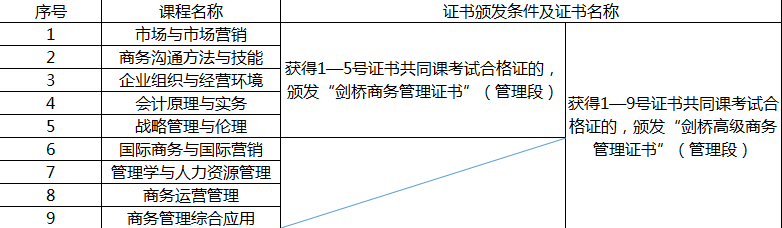 序号 课程名称 证书颁发条件及证书名称
1 市场与市场营销
2 商务沟通方法与技能
3 企业组织与经营环境
4 会计原理与实务
5 战略管理与伦理
获得1—5号证书共同课考试合格证的，
颁发“剑桥商务管理证书”（管理段）
6 国际商务与国际营销
7 管理学与人力资源管理
8 商务运营管理
9 商务管理综合应用
获得1—9号证书共同课考试合
格证的，颁发“剑桥高级商务
管理证书”（管理段）